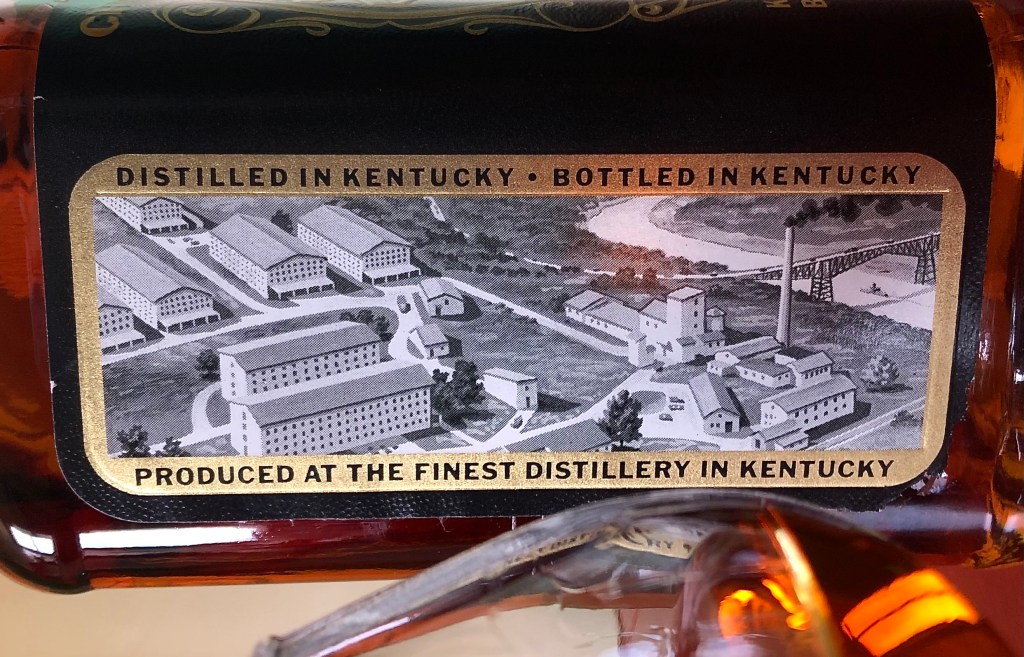 DISTILLED IN KENTUCKY • BOTTLED IN KENTUCKY
PRODUCED AT THE FINEST DISTILLERY IN KENTUCKY